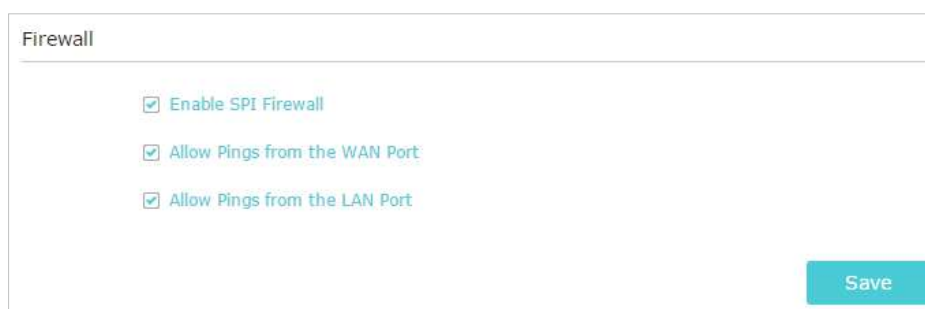 Firewall
Enable SPI Firewall
Allow Pings from the WAN Port
Allow Pings from the LAN Port
Save